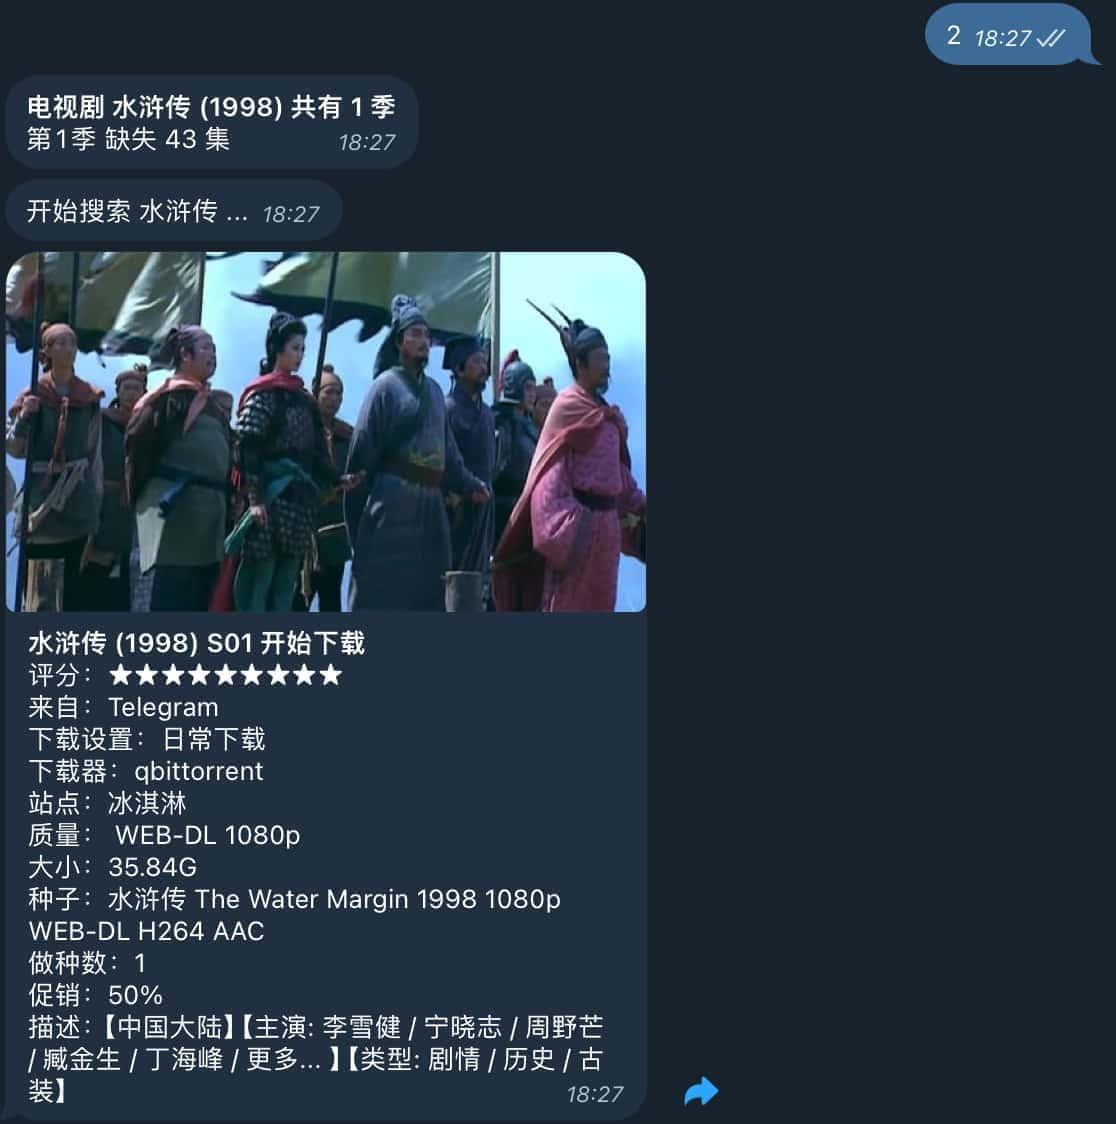 2 18:27
电视剧 水浒传 (1998) 共有 1 季
第1季 缺失 43 集 18:27
开始搜索 水浒传 ... 18:27
水浒传 (1998) S01 开始下载
评分：★★★★★★★★★
来自：Telegram
下载设置：日常下载
下载器：qbittorrent
站点：冰淇淋
质量： WEB-DL 1080p
大小：35.84G
种子：水浒传 The Water Margin 1998 1080p
WEB-DL H264 AAC
做种数：1
促销：50%
描述：【中国大陆】【主演: 李雪健 / 宁晓志 / 周野芒
/ 臧金生 / 丁海峰 / 更多... 】【类型: 剧情 / 历史 / 古
装】 18:27